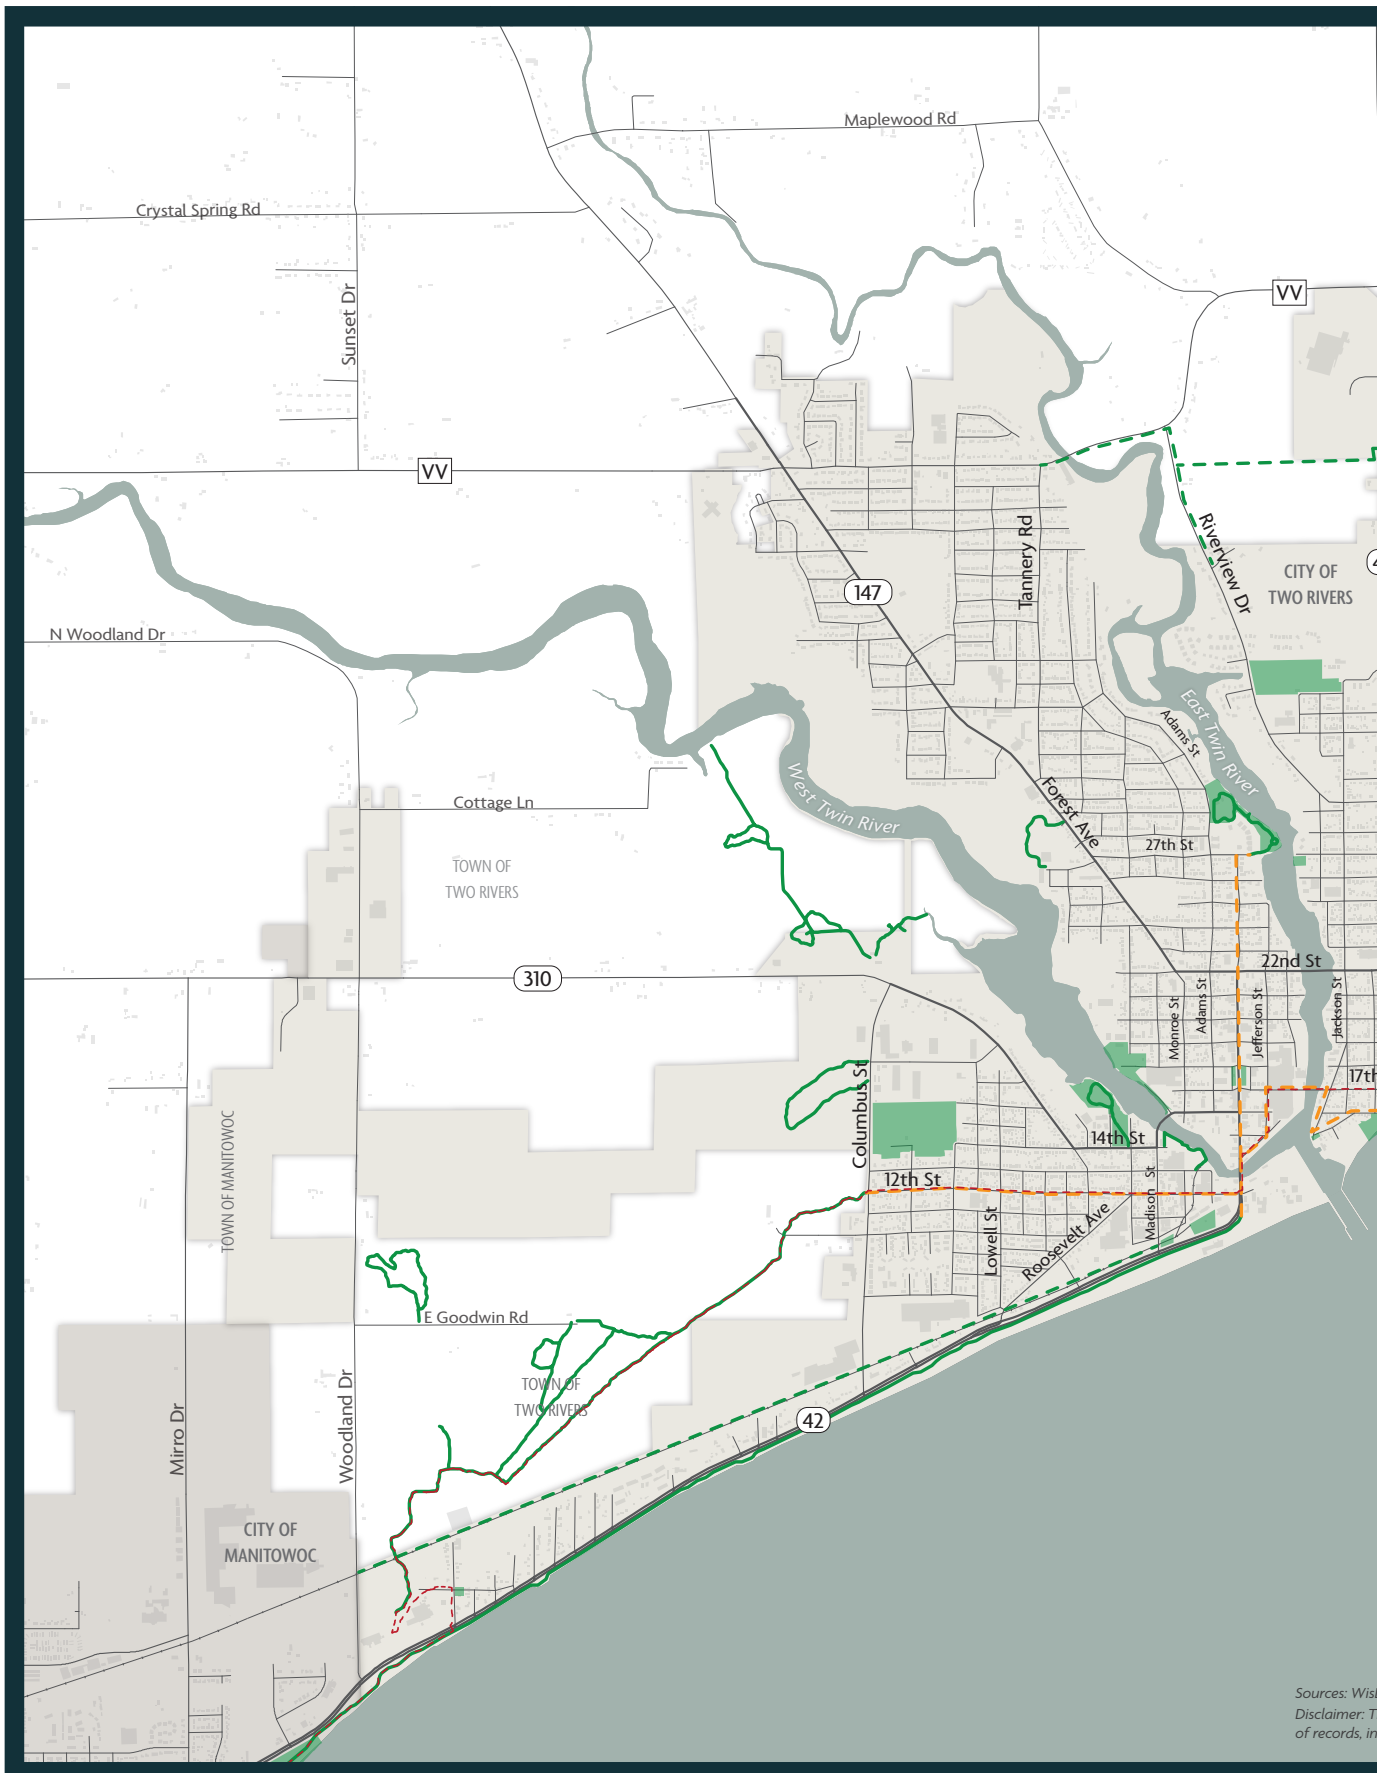 Maplewood Rd
Crystal Spring Rd
Sunset Dr
VV
VV
Tannery Rd
Riverview Dr
CITY OF
TWO RIVERS
147
N Woodland Dr
East Twin River
Adams St
West Twin River
Forest Ave
Cottage Ln
27th St
TOWN OF
TWO RIVERS
22nd St
310
Monroe St
Adams St
Jefferson St
Jackson St
17th
Columbus St
TOWN OF MANITOWOC
14th St
12th St
Madison St
Lowell St
Roosevelt Ave
E Goodwin Rd
TOWN OF
TWO RIVERS
Woodland Dr
Mirro Dr
42
CITY OF
MANITOWOC
Sources:
Disclaimer:
of records,